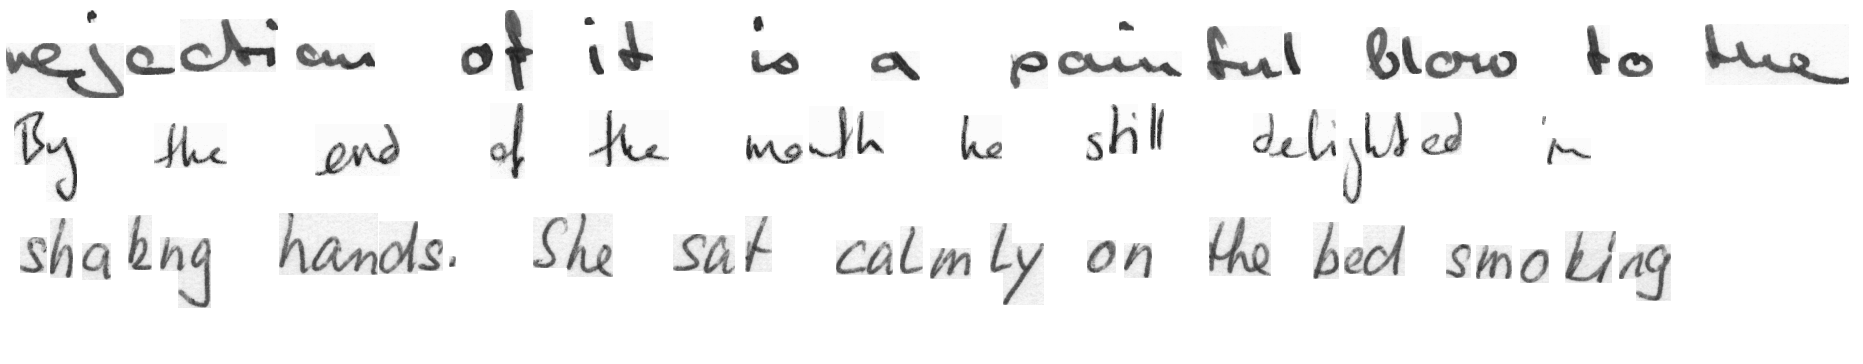 rejection of it is a painful blow to the
By the end of the month he still delighted in
shakng hands. She sat calmly on the bed smoking